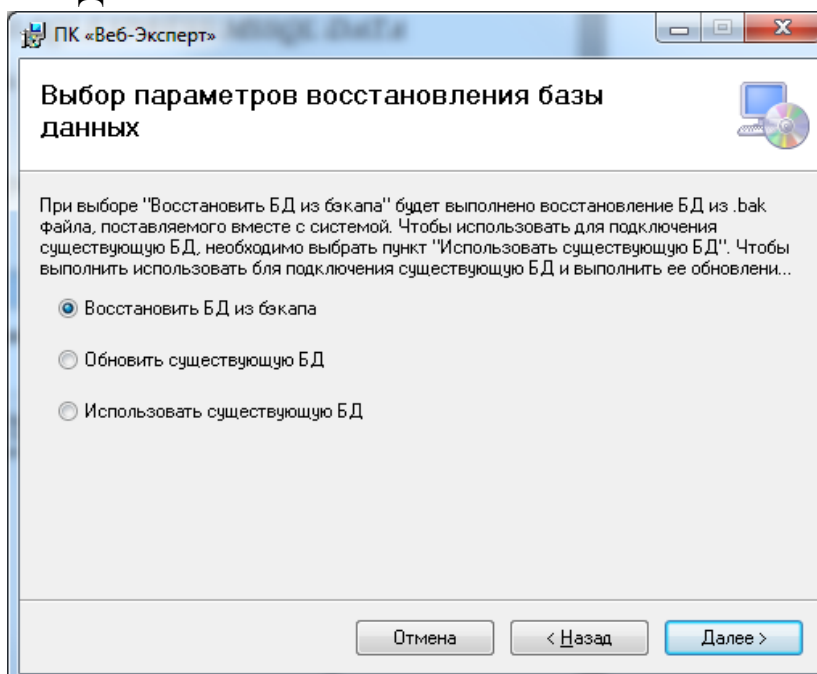 ПК «Веб-Эксперт»
Выбор параметров восстановления базы
данных
При выборе "Восстановить БД из бэкапа" будет выполнено восстановление БД из .bak
файла, поставляемого вместе с системой. Чтобы использовать для подключения
существующую БД, необходимо выбрать пункт "Использовать существующую БД". Чтобы
выполнить использовать бля подключения существующую БД и выполнить ее обновлени...
Восстановить БД из бэкапа
Обновить существующую БД
Использовать существующую БД
Отмена
< Назад
Далее >